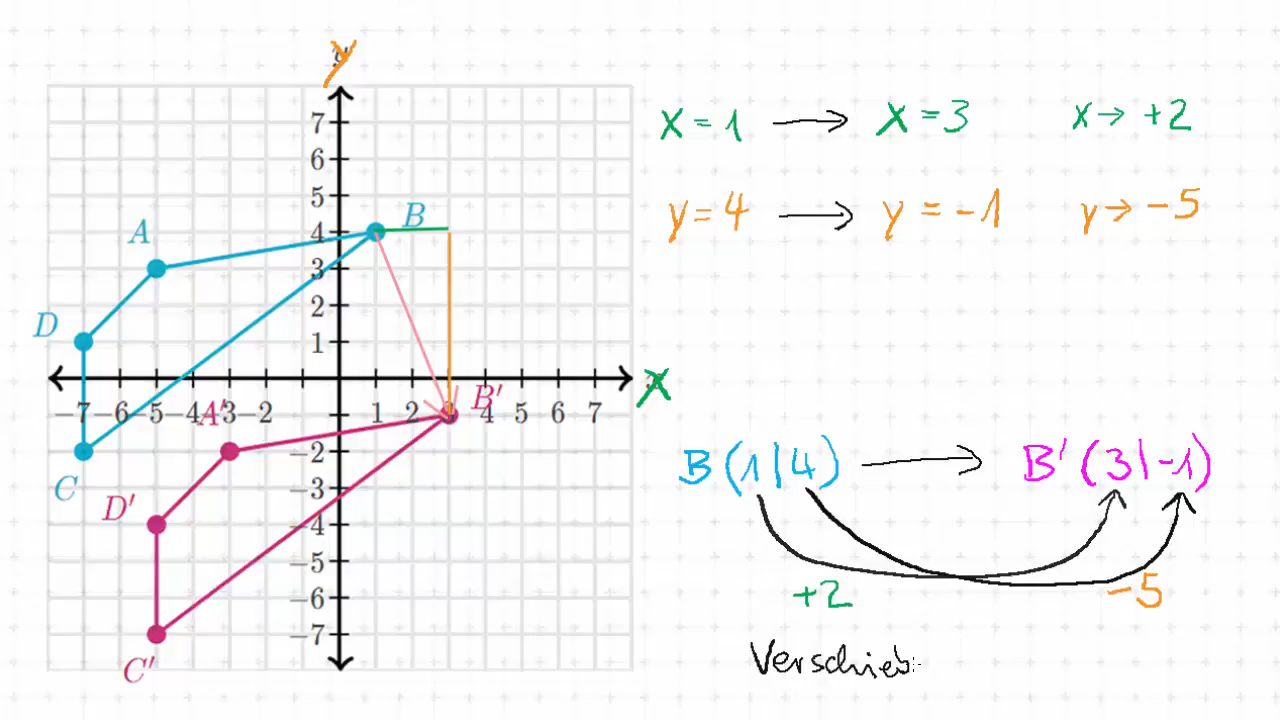 y
7
6
5
4
3
2
1
A
B
D
C
-7 -6 -5 -4 -3 -2 1 2 4 5 6 7
x
A'
B'
D'
C'
-2
-3
-4
-5
-6
-7
x = 1 → x = 3 x → +2
y = 4 → y = -1 y → -5
B (1|4) → B' (3|-1)
+2 -5
Verschieb